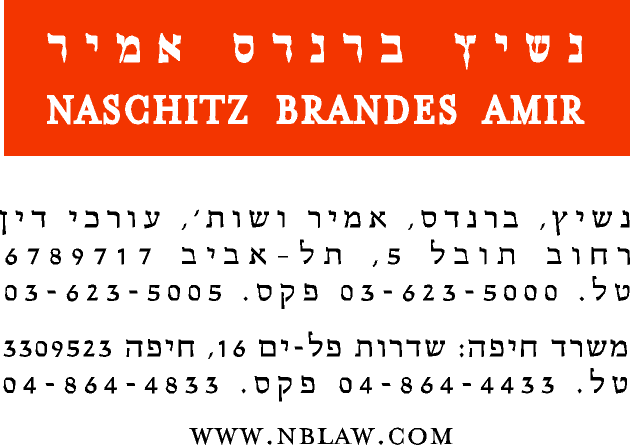 נשיץ ברנדס אמיר
NASCHITZ BRANDES AMIR
נשיץ, ברנדס, אמיר ושות', עורכי דין
רחוב תובל 5, תל-אביב 6789717
טל. 03-623-5000 פקס. 03-623-5005
משרד חיפה: שדרות פל-ים 16, חיפה 3309523
טל. 04-864-4433 פקס. 04-864-4833
WWW.NBLAW.COM